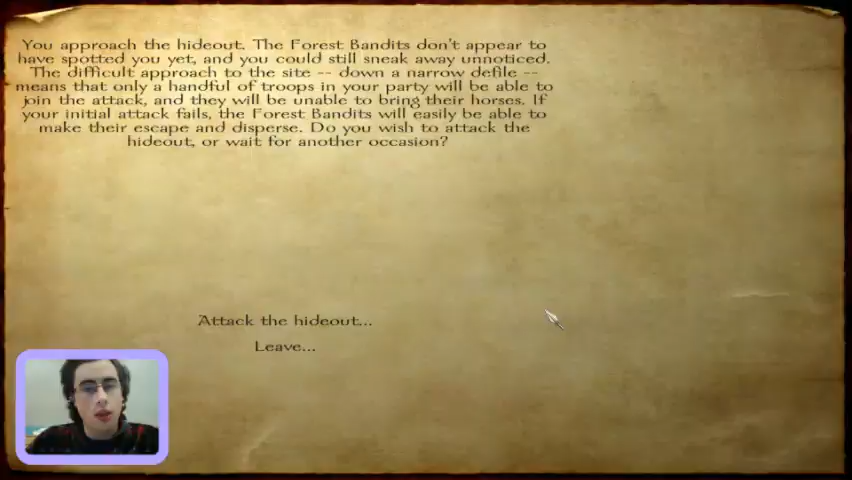 You approach the hideout. The Forest Bandits don't appear to
have spotted you yet, and you could still sneak away unnoticed.
The difficult approach to the site -- down a narrow defile --
means that only a handful of troops in your party will be able to
join the attack, and they will be unable to bring their horses. If
your initial attack fails, the Forest Bandits will easily be able to
make their escape and disperse. Do you wish to attack the
hideout, or wait for another occasion?
Attack the hideout...
Leave...